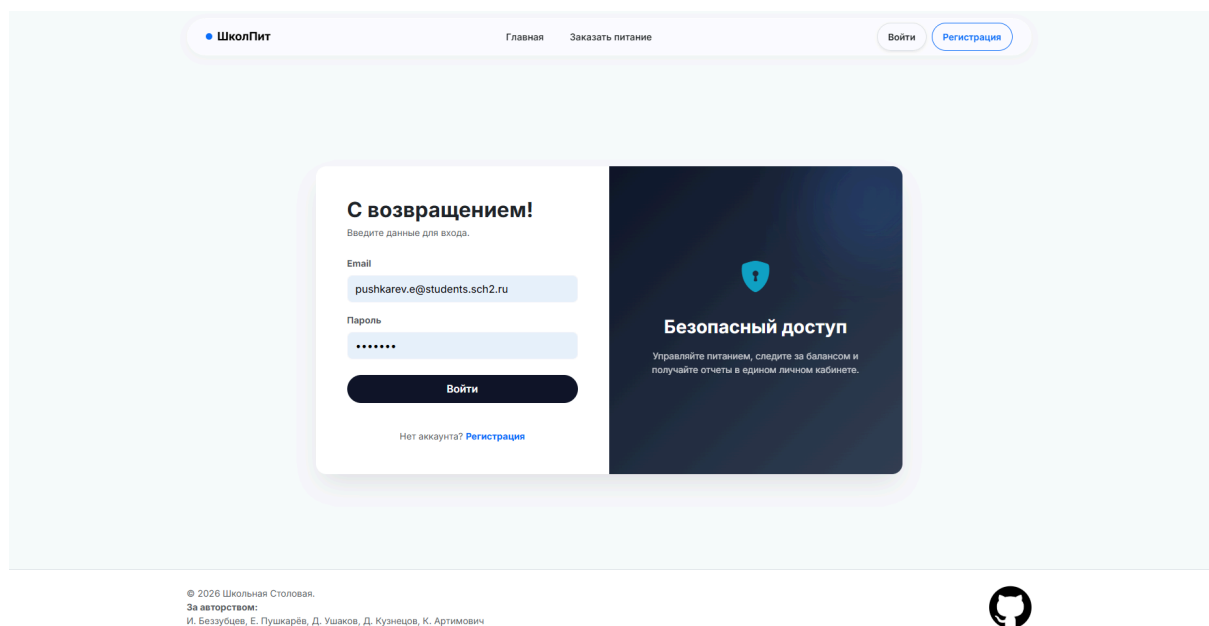 ШколПит
Главная
Заказать питание
Войти
Регистрация
С возвращением!
Введите данные для входа.
Email
pushkarev.e@students.sch2.ru
Пароль
•••••••
Войти
Нет аккаунта? Регистрация
Безопасный доступ
Управляйте питанием, следите за балансом и
получайте отчеты в едином личном кабинете.
© 2026 Школьная Столовая.
За авторством:
И. Беззубцев, Е. Пушкарёв, Д. Ушаков, Д. Кузнецов, К. Артимович